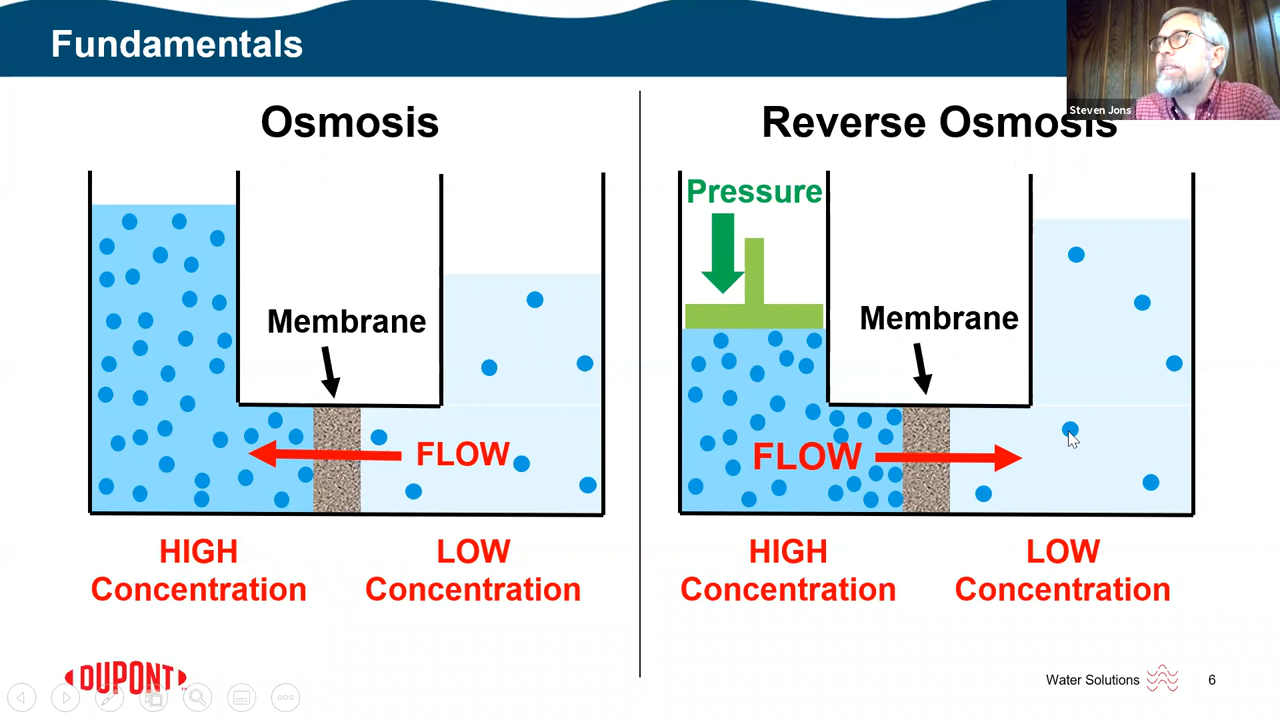 Fundamentals
Steven Jons
Osmosis
Reverse Osmosis
Membrane
FLOW
HIGH
Concentration
LOW
Concentration
Pressure
Membrane
FLOW
HIGH
Concentration
LOW
Concentration
DUPONT
Water Solutions
6